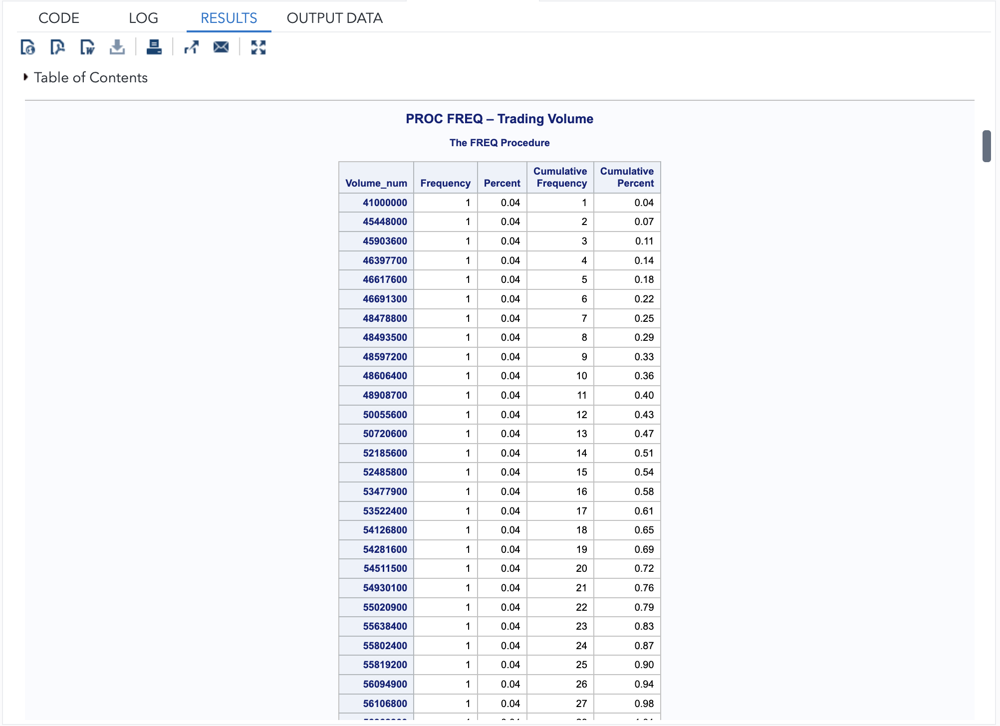 CODE LOG RESULTS OUTPUT DATA
Table of Contents
PROC FREQ – Trading Volume
The FREQ Procedure
Volume_num Frequency Percent Cumulative Frequency Cumulative Percent
41000000 1 0.04 1 0.04
45448000 1 0.04 2 0.07
45903600 1 0.04 3 0.11
46397700 1 0.04 4 0.14
46617600 1 0.04 5 0.18
46691300 1 0.04 6 0.22
48478800 1 0.04 7 0.25
48493500 1 0.04 8 0.29
48597200 1 0.04 9 0.33
48606400 1 0.04 10 0.36
48908700 1 0.04 11 0.40
50055600 1 0.04 12 0.43
50720600 1 0.04 13 0.47
52185600 1 0.04 14 0.51
52485800 1 0.04 15 0.54
53477900 1 0.04 16 0.58
53522400 1 0.04 17 0.61
54126800 1 0.04 18 0.65
54281600 1 0.04 19 0.69
54511500 1 0.04 20 0.72
54930100 1 0.04 21 0.76
55020900 1 0.04 22 0.79
55638400 1 0.04 23 0.83
55802400 1 0.04 24 0.87
55819200 1 0.04 25 0.90
56094900 1 0.04 26 0.94
56106800 1 0.04 27 0.98